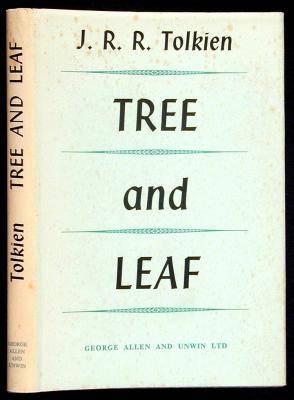 J. R. R. Tolkien
TREE
and
LEAF
GEORGE ALLEN AND UNWIN LTD
Tolkien TREE AND LEAF
GEORGE
ALLEN
AND
UNWIN